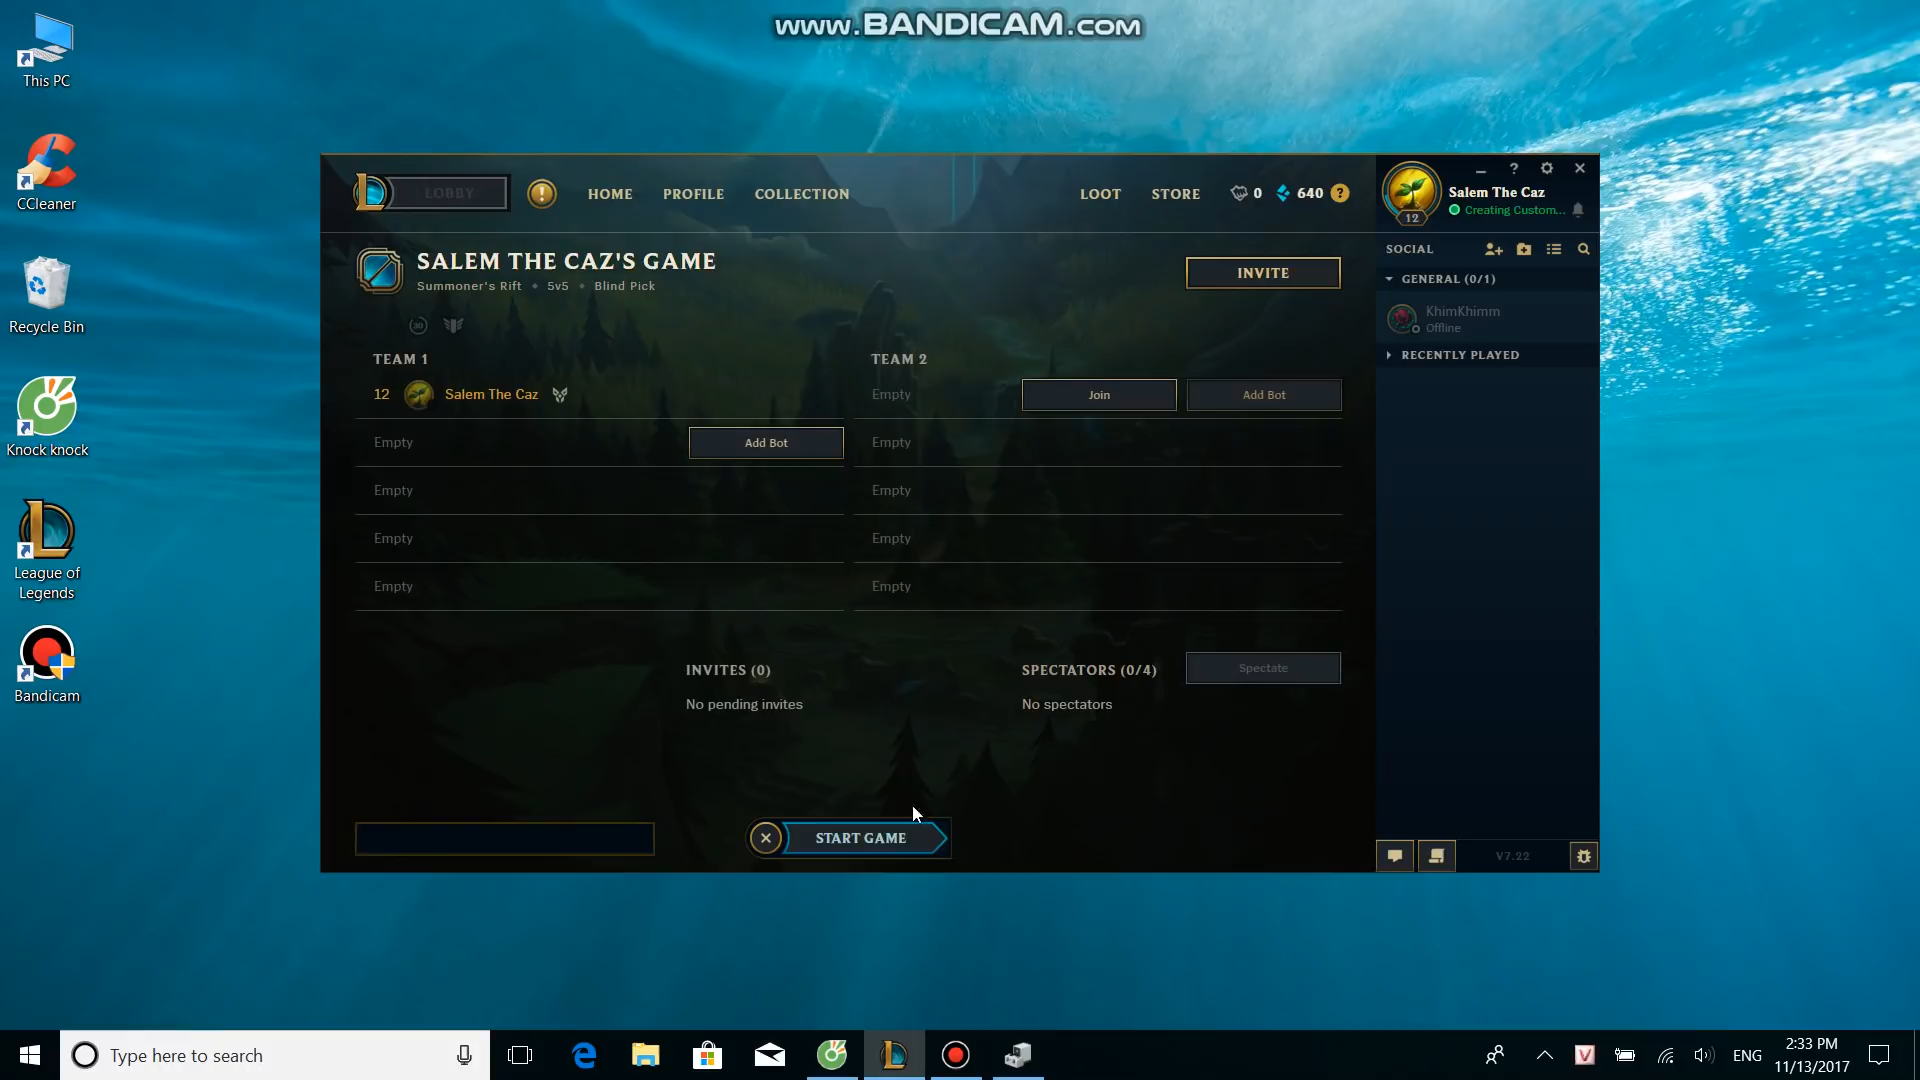 www.BANDICAM.com
This PC
CCleaner
Recycle Bin
Knock knock
League of
Legends
Bandicam
LOBBY
HOME
PROFILE
COLLECTION
LOOT
STORE
0
640
?
?
12
Salem The Caz
Creating Custom...
SALEM THE CAZ'S GAME
Summoner's Rift • 5v5 • Blind Pick
INVITE
30
SOCIAL
GENERAL (0/1)
KhimKhimm
Offline
RECENTLY PLAYED
TEAM 1
12 Salem The Caz
Empty Add Bot
Empty
Empty
Empty
TEAM 2
Empty Join Add Bot
Empty
Empty
Empty
Empty
INVITES (0)
No pending invites
SPECTATORS (0/4) Spectate
No spectators
START GAME
V7.22
Type here to search
ENG
2:33 PM
11/13/2017